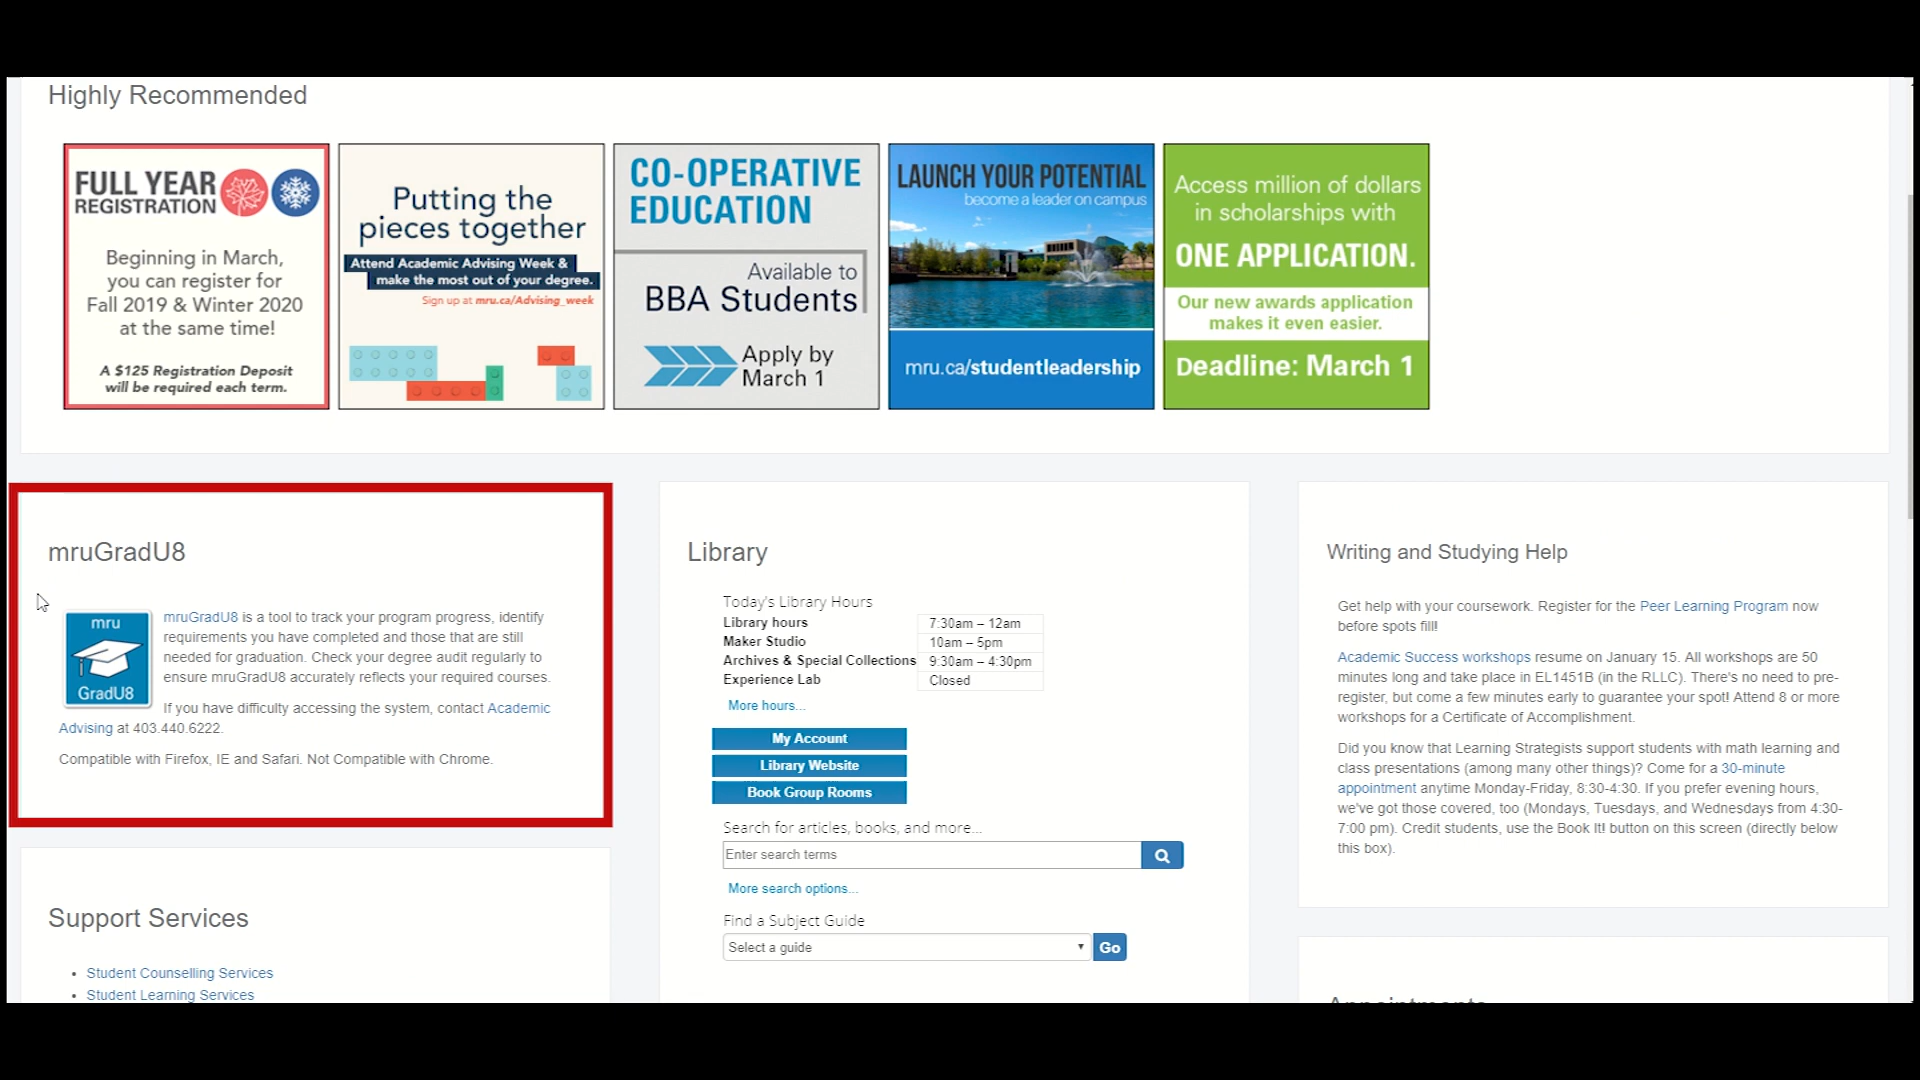 Highly Recommended
FULL YEAR
REGISTRATION
Beginning in March,
you can register for
Fall 2019 & Winter 2020
at the same time!
A $125 Registration Deposit
will be required each term.
Putting the
pieces together
Attend Academic Advising Week &
make the most out of your degree.
Sign up at mru.ca/Advising_week
CO-OPERATIVE
EDUCATION
Available to
BBA Students
Apply by
March 1
LAUNCH YOUR POTENTIAL
become a leader on campus
mru.ca/studentleadership
Access million of dollars
in scholarships with
ONE APPLICATION.
Our new awards application
makes it even easier.
Deadline: March 1
mruGradU8
mru
GradU8
mruGradU8 is a tool to track your program progress, identify
requirements you have completed and those that are still
needed for graduation. Check your degree audit regularly to
ensure mruGradU8 accurately reflects your required courses.
If you have difficulty accessing the system, contact Academic
Advising at 403.440.6222.
Compatible with Firefox, IE and Safari. Not Compatible with Chrome.
Support Services
• Student Counselling Services
• Student Learning Services
Library
Today's Library Hours
Library hours 7:30am – 12am
Maker Studio 10am – 5pm
Archives & Special Collections 9:30am – 4:30pm
Experience Lab Closed
More hours...
My Account
Library Website
Book Group Rooms
Search for articles, books, and more...
Enter search terms
More search options...
Find a Subject Guide
Select a guide
Go
Writing and Studying Help
Get help with your coursework. Register for the Peer Learning Program now
before spots fill!
Academic Success workshops resume on January 15. All workshops are 50
minutes long and take place in EL1451B (in the RLLC). There's no need to pre-
register, but come a few minutes early to guarantee your spot! Attend 8 or more
workshops for a Certificate of Accomplishment.
Did you know that Learning Strategists support students with math learning and
class presentations (among many other things)? Come for a 30-minute
appointment anytime Monday-Friday, 8:30-4:30. If you prefer evening hours,
we've got those covered, too (Mondays, Tuesdays, and Wednesdays from 4:30-
7:00 pm). Credit students, use the Book It! button on this screen (directly below
this box).
Appointments